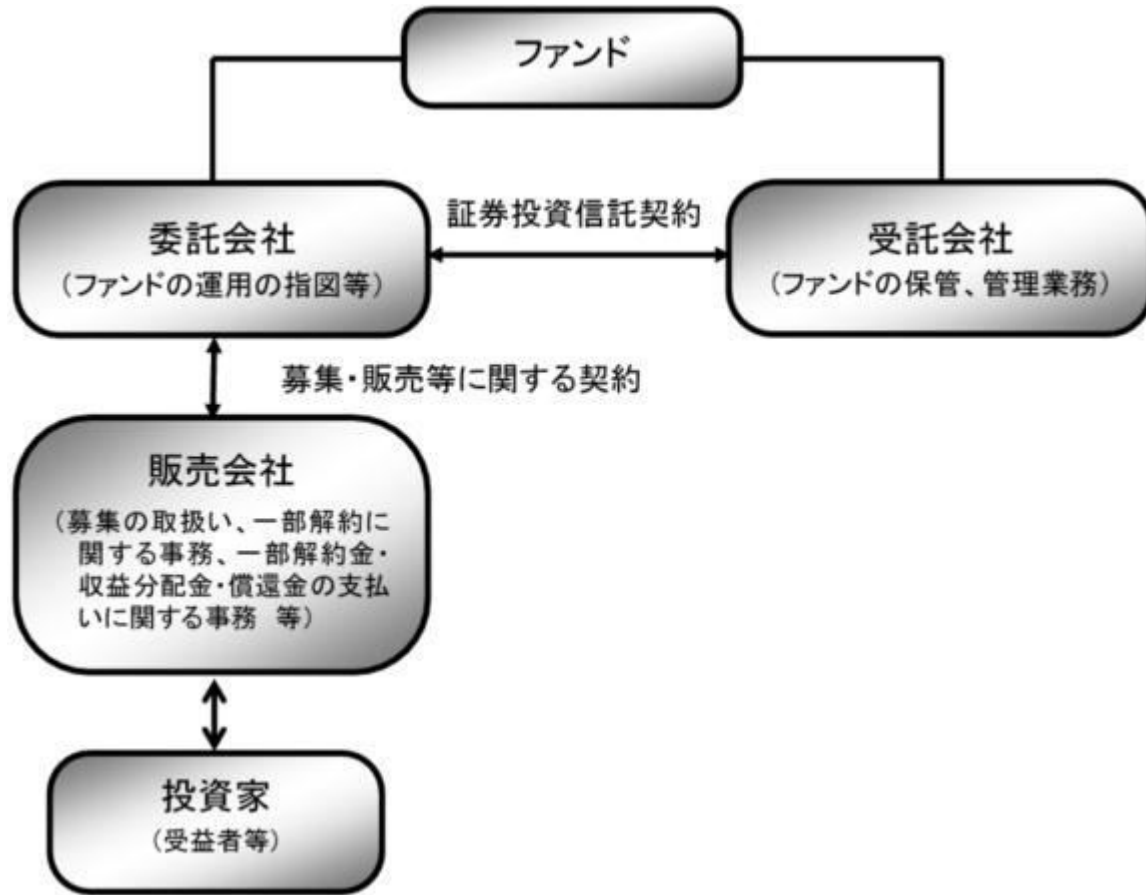 ファンド
委託会社
（ファンドの運用の指図等）
証券投資信託契約
受託会社
（ファンドの保管、管理業務）
募集・販売等に関する契約
販売会社
（募集の取扱い、一部解約に
関する事務、一部解約金・
収益分配金・償還金の支払
いに関する事務　等）
投資家
（受益者等）